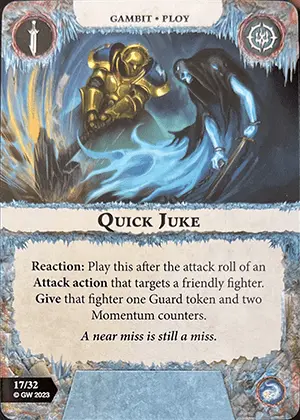 GAMBIT • PLOY
QUICK JUKE
Reaction: Play this after the attack roll of an
Attack action that targets a friendly fighter.
Give that fighter one Guard token and two
Momentum counters.
A near miss is still a miss.
17/32
© GW 2023